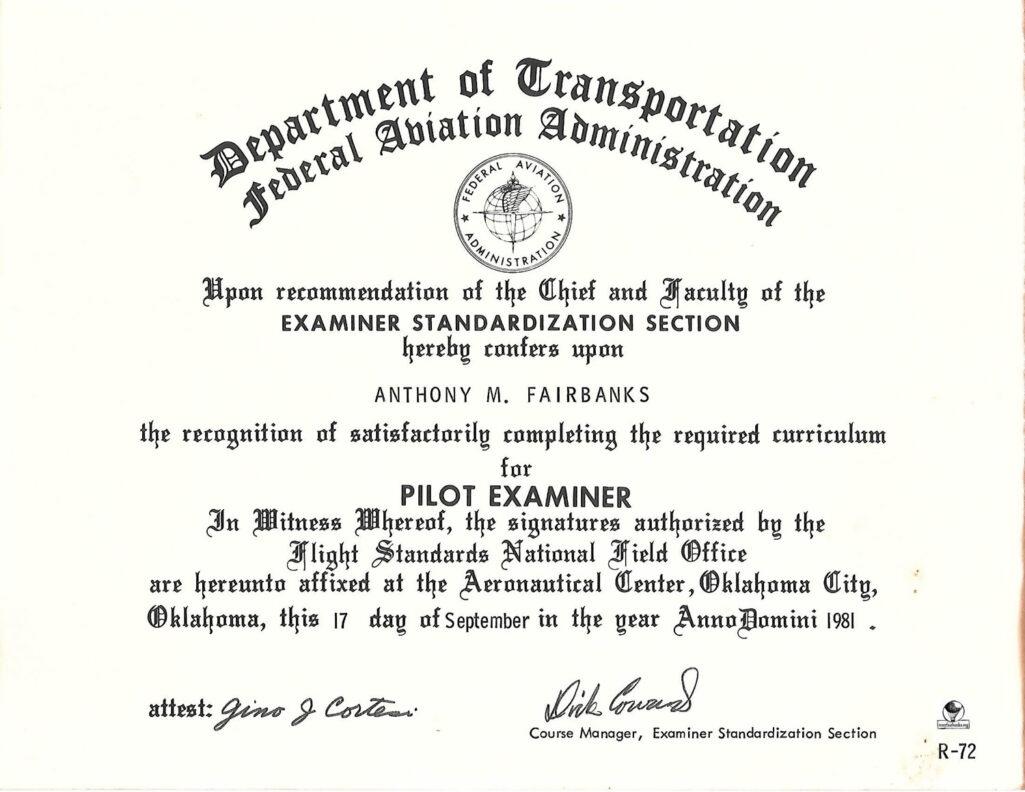 Department of Transportation
Federal Aviation Administration
FEDERAL AVIATION
ADMINISTRATION
Upon recommendation of the Chief and Faculty of the
EXAMINER STANDARDIZATION SECTION
hereby confers upon
ANTHONY M. FAIRBANKS
the recognition of satisfactorily completing the required curriculum
for
PILOT EXAMINER
In Witness Whereof, the signatures authorized by the
Flight Standards National Field Office
are hereunto affixed at the Aeronautical Center, Oklahoma City,
Oklahoma, this 17 day of September in the year Anno Domini 1981 .
attest: Gino J Cortesi
Dick Coward
Course Manager, Examiner Standardization Section
R-72